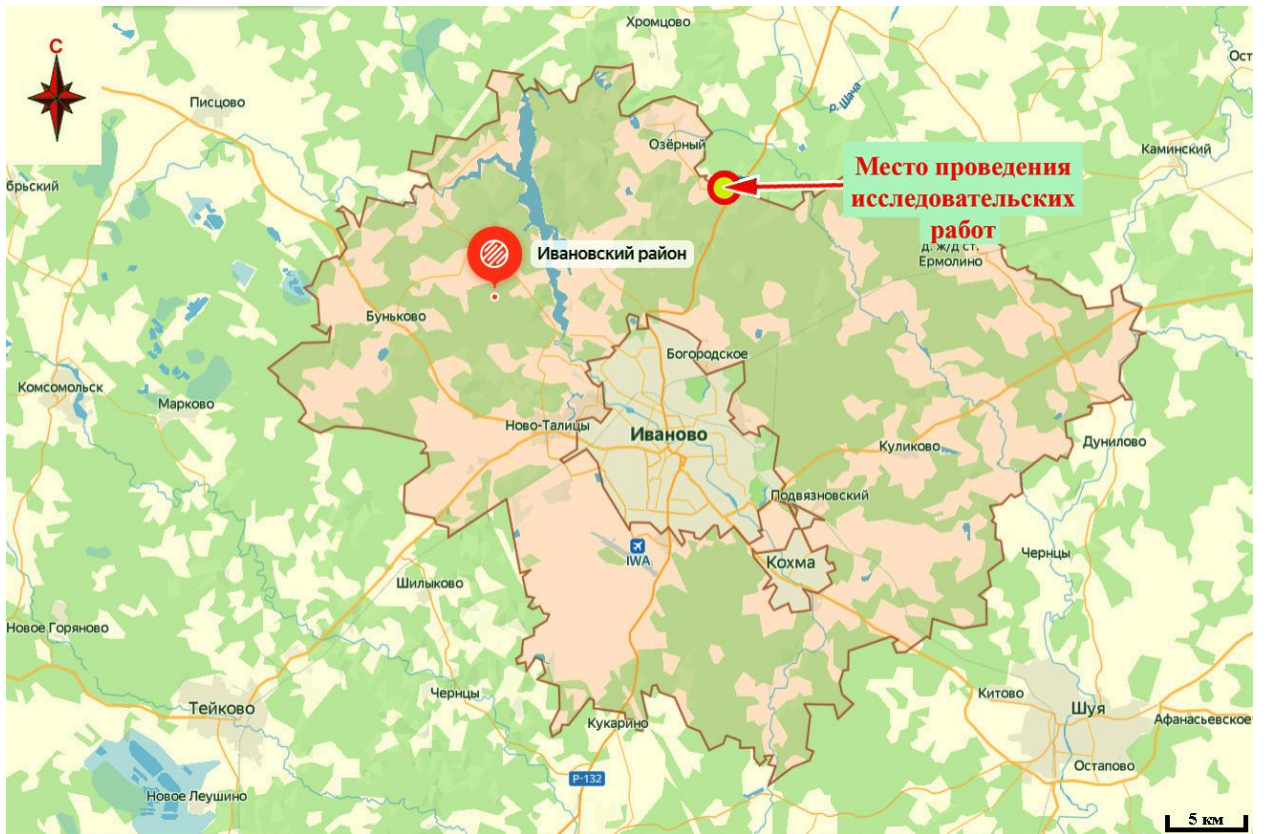 Хромцово
С
Ост
Писцово
р. Шача
Озёрный
Каминский
Место проведения
исследовательских
работ
брьский
д. ж/д ст.
Ермолино
Ивановский район
Буньково
Богородское
Комсомольск
Марково
Ново-Талицы
Иваново
Куликово
Дунилово
Подвязновский
IWA
Кохма
Чернцы
Шилыково
Новое Горяново
Чернцы
Китово
Тейково
Шуя
Кукарино
Афанасьевское
Остапово
Р-132
Новое Леушино
5 км